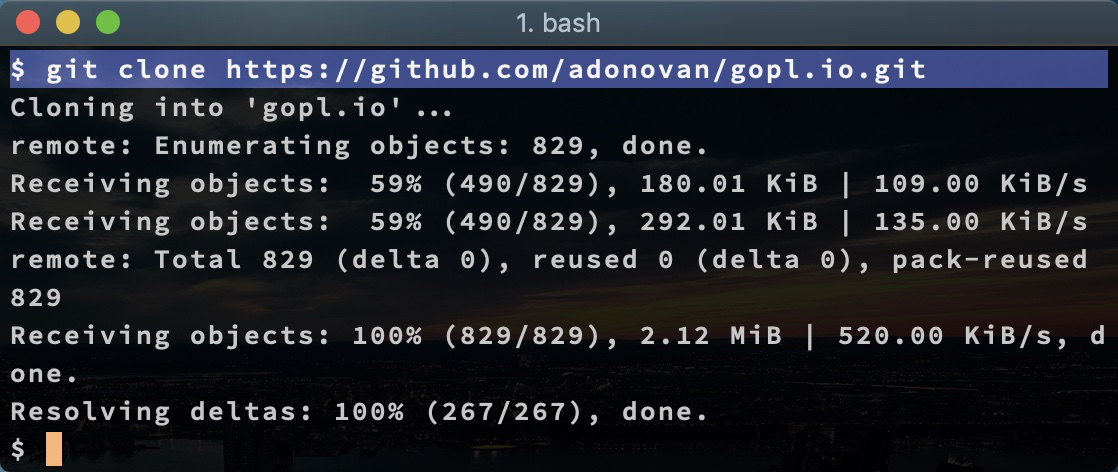 1. bash
$ git clone https://github.com/adonovan/gopl.io.git
Cloning into 'gopl.io'...
remote: Enumerating objects: 829, done.
Receiving objects:  59% (490/829), 180.01 KiB | 109.00 KiB/s
Receiving objects:  59% (490/829), 292.01 KiB | 135.00 KiB/s
remote: Total 829 (delta 0), reused 0 (delta 0), pack-reused
829
Receiving objects: 100% (829/829), 2.12 MiB | 520.00 KiB/s, d
one.
Resolving deltas: 100% (267/267), done.
$